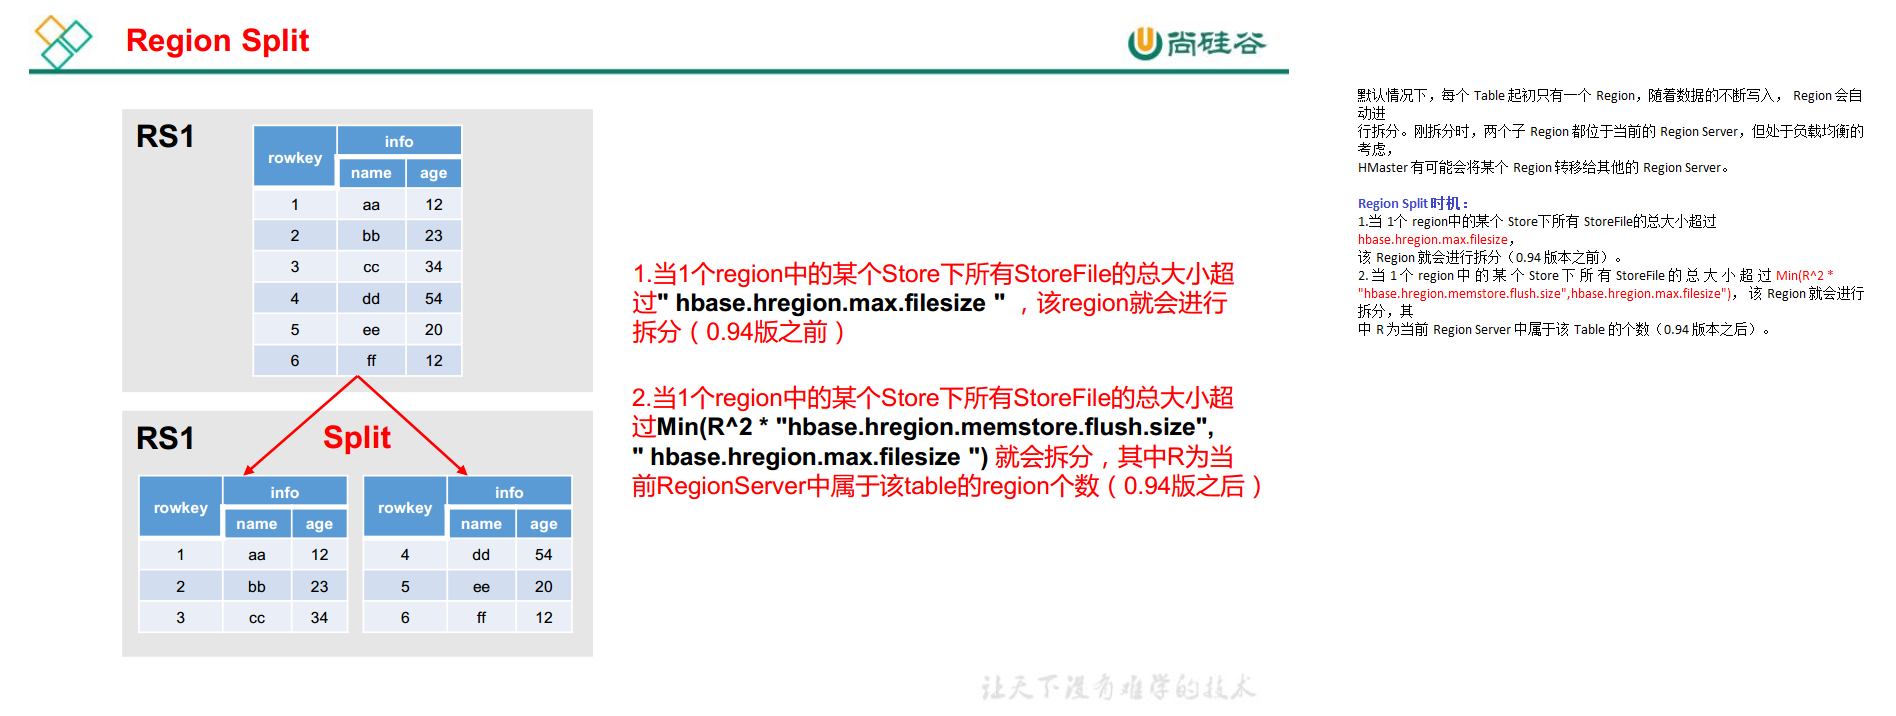 Region Split
尚硅谷
RS1
rowkey info
name age
1 aa 12
2 bb 23
3 cc 34
4 dd 54
5 ee 20
6 ff 12
RS1
Split
rowkey info
name age
1 aa 12
2 bb 23
3 cc 34
rowkey info
name age
4 dd 54
5 ee 20
6 ff 12
1.当1个region中的某个Store下所有StoreFile的总大小超
过" hbase.hregion.max.filesize "，该region就会进行
拆分（0.94版之前）
2.当1个region中的某个Store下所有StoreFile的总大小超
过Min(R^2 * "hbase.hregion.memstore.flush.size",
" hbase.hregion.max.filesize ") 就会拆分，其中R为当
前RegionServer中属于该table的region个数（0.94版之后）
让天下没有难学的技术
默认情况下，每个 Table 起初只有一个 Region，随着数据的不断写入， Region 会自
动进
行拆分。刚拆分时，两个子 Region 都位于当前的 Region Server，但处于负载均衡的
考虑，
HMaster 有可能会将某个 Region 转移给其他的 Region Server。
Region Split 时机：
1.当 1个 region中的某个 Store下所有 StoreFile的总大小超过
hbase.hregion.max.filesize，
该 Region 就会进行拆分（0.94 版本之前）。
2. 当 1 个 region 中 的 某 个 Store 下 所 有 StoreFile 的 总 大 小 超 过 Min(R^2 *
"hbase.hregion.memstore.flush.size",hbase.hregion.max.filesize")， 该 Region 就会进行
拆分，其
中 R 为当前 Region Server 中属于该 Table 的个数（0.94 版本之后）。